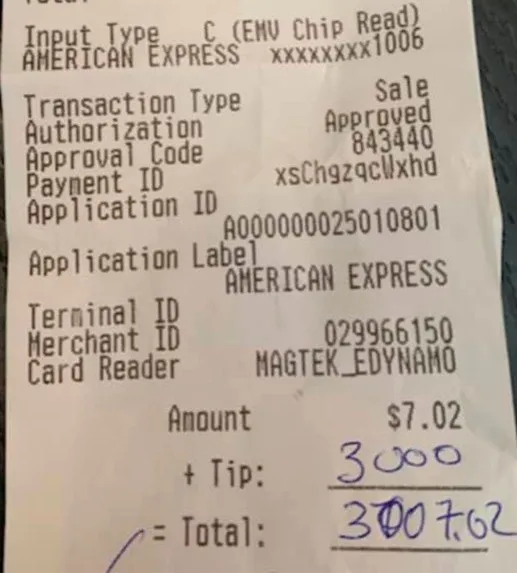 Input Type C (EMV Chip Read)
AMERICAN EXPRESS xxxxxxxx1006
Transaction Type Sale
Authorization Approved
Approval Code 843440
Payment ID xsChgzqcWxhd
Application ID
A000000025010801
Application Label
AMERICAN EXPRESS
Terminal ID
Merchant ID 029966150
Card Reader MAGTEK_EDYNAMO
Amount $7.02
+ Tip: 3000
= Total: 3007.02